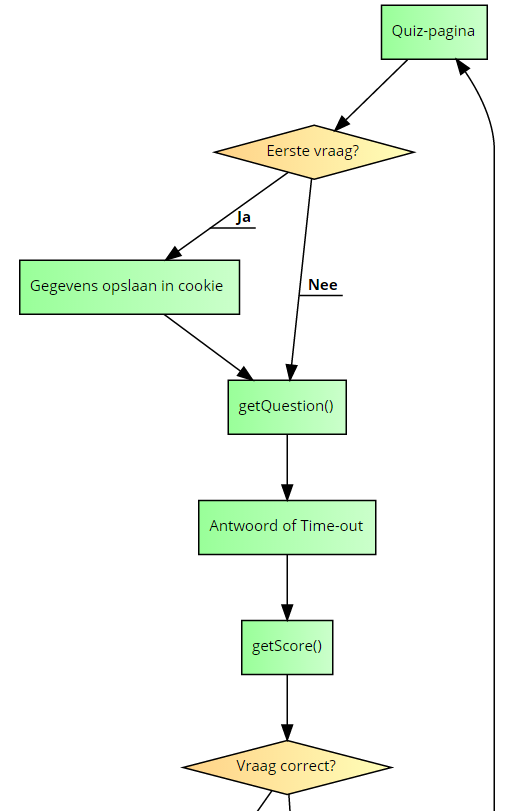 Quiz-pagina
Eerste vraag?
Ja
Gegevens opslaan in cookie
Nee
getQuestion()
Antwoord of Time-out
getScore()
Vraag correct?